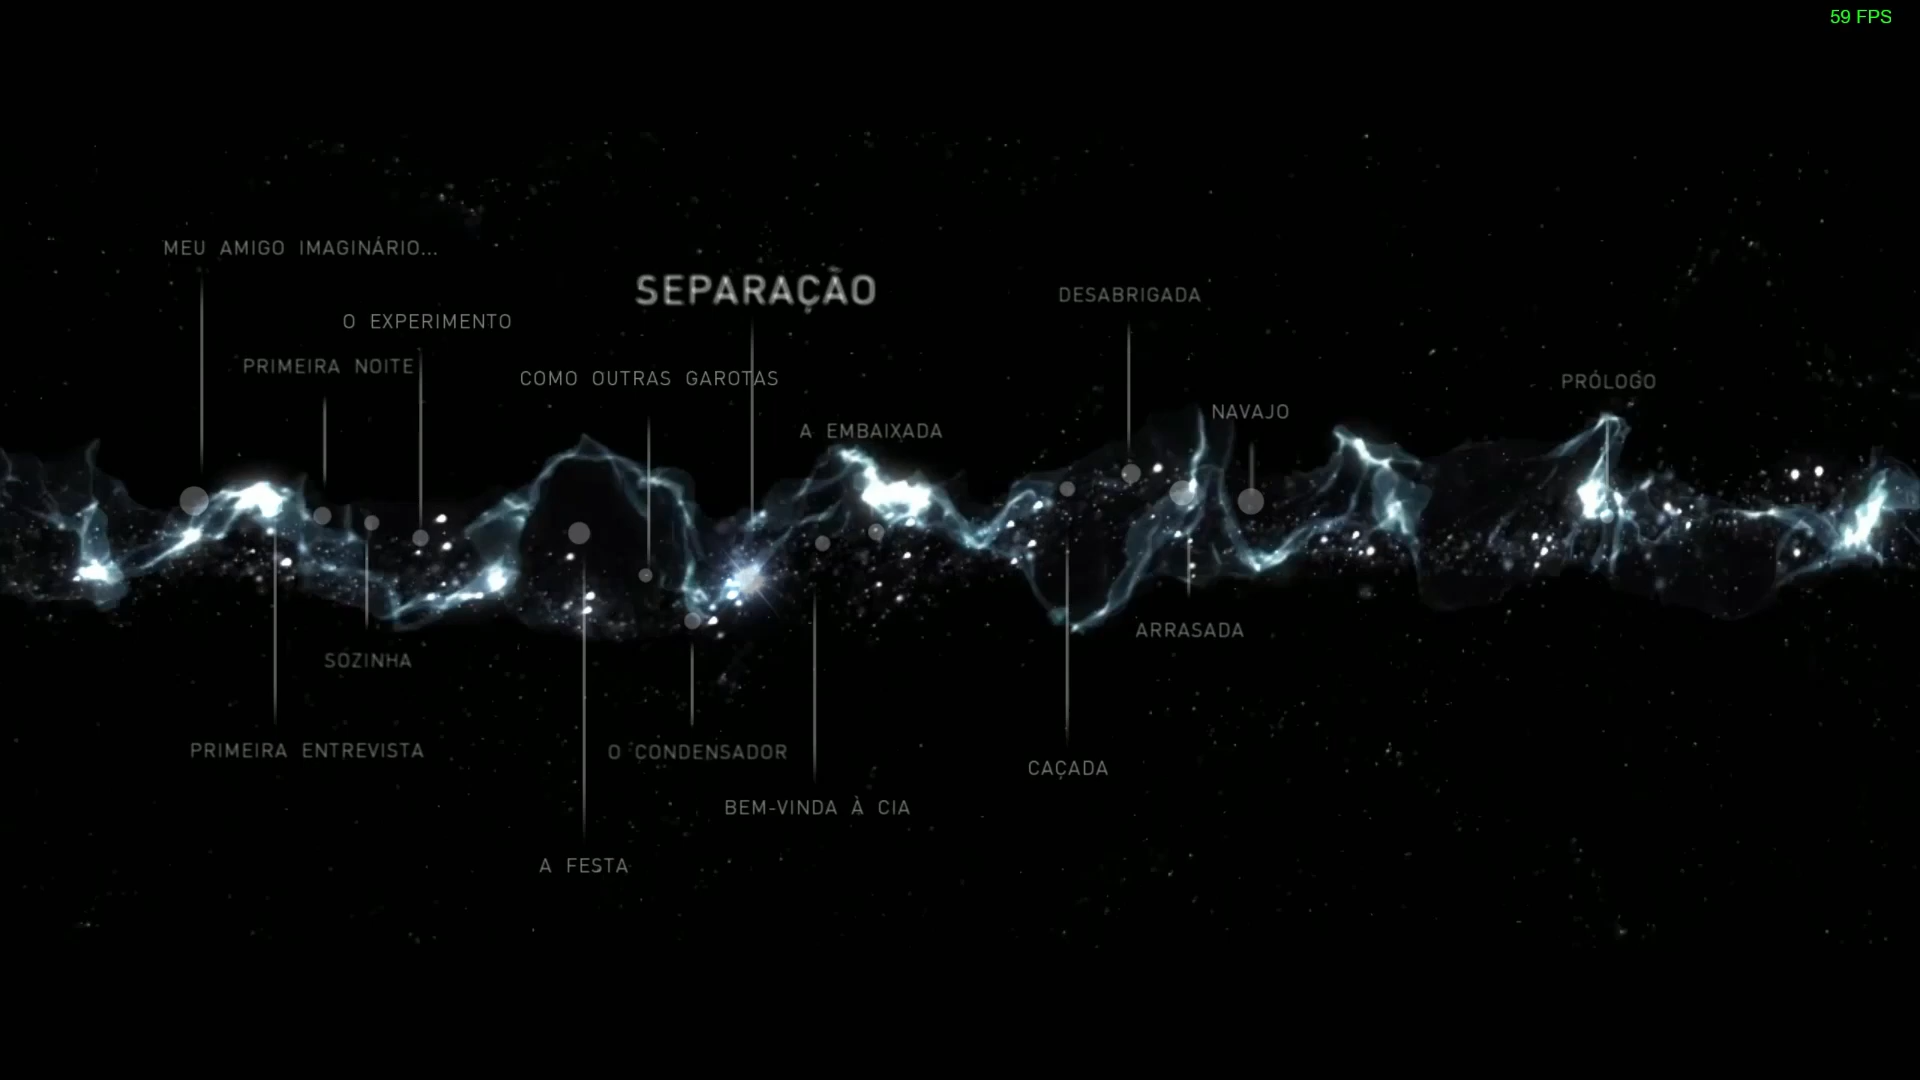 59 FPS
MEU AMIGO IMAGINÁRIO...
SEPARAÇÃO
DESABRIGADA
O EXPERIMENTO
PRIMEIRA NOITE
COMO OUTRAS GAROTAS
PRÓLOGO
NAVAJO
A EMBAIXADA
ARRASADA
SOZINHA
PRIMEIRA ENTREVISTA
O CONDENSADOR
CAÇADA
BEM-VINDA À CIA
A FESTA